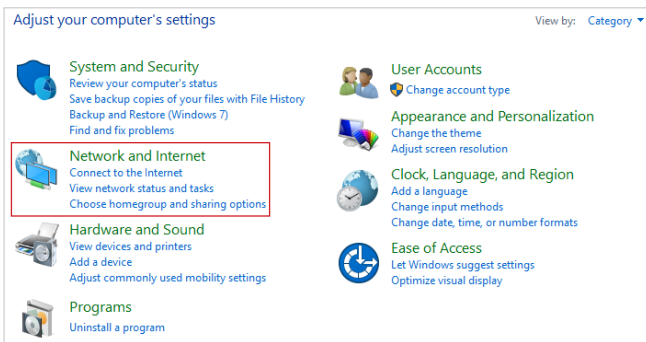 Adjust your computer's settings
View by: Category
System and Security
Review your computer's status
Save backup copies of your files with File History
Backup and Restore (Windows 7)
Find and fix problems
Network and Internet
Connect to the Internet
View network status and tasks
Choose homegroup and sharing options
Hardware and Sound
View devices and printers
Add a device
Adjust commonly used mobility settings
Programs
Uninstall a program
User Accounts
Change account type
Appearance and Personalization
Change the theme
Adjust screen resolution
Clock, Language, and Region
Add a language
Change input methods
Change date, time, or number formats
Ease of Access
Let Windows suggest settings
Optimize visual display